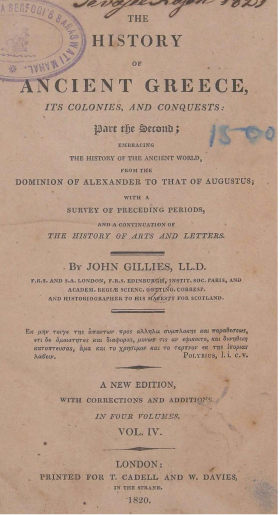 THE
HISTORY
OF
ANCIENT GREECE,
ITS COLONIES, AND CONQUESTS:
Part the Second;
EMBRACING
THE HISTORY OF THE ANCIENT WORLD,
FROM THE
DOMINION OF ALEXANDER TO THAT OF AUGUSTUS;
WITH A
SURVEY OF PRECEDING PERIODS,
AND A CONTINUATION OF
THE HISTORY OF ARTS AND LETTERS.
1500
By JOHN GILLIES, LL.D.
F.R.S. AND S.A. LONDON, F.R.S. EDINBURGH, INSTIT. SOC. PARIS, AND
ACADEM. REGIÆ SCIENC. GOTTING. CORRESP.
AND HISTORIOGRAPHER TO HIS MAJESTY FOR SCOTLAND.
POLYBIUS, l. i. c.v.
A NEW EDITION,
WITH CORRECTIONS AND ADDITIONS.
IN FOUR VOLUMES.
VOL. IV.
LONDON:
PRINTED FOR T. CADELL AND W. DAVIES,
IN THE STRAND.
1820.